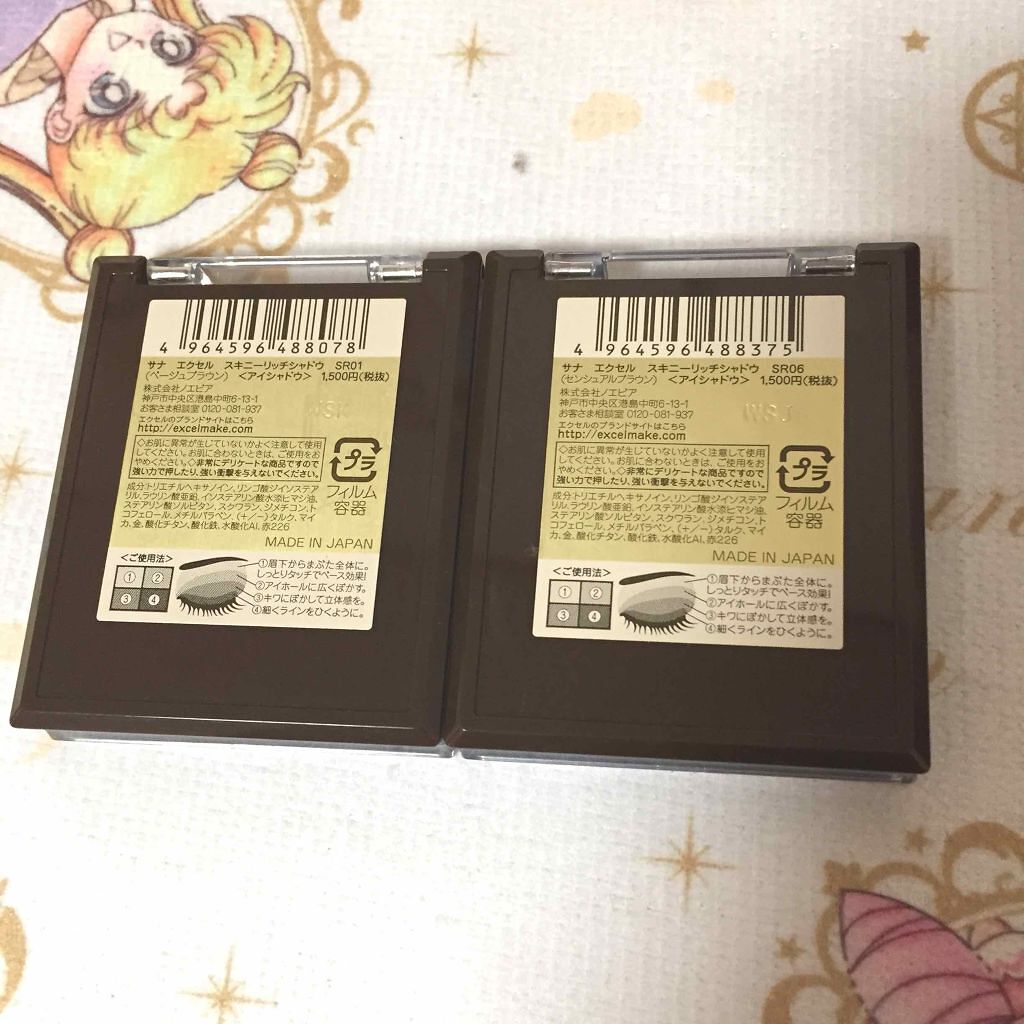 4 964596 488078
サナ エクセル スキニーリッチシャドウ SR01
(ベージュブラウン) <アイシャドウ> 1,500円(税抜)
株式会社ノエビア
神戸市中央区港島中町6-13-1
お客さま相談室 0120-081-937
エクセルのブランドサイトはこちら
http://excelmake.com
◇お肌に異常が生じていないかよく注意して使用
してください。お肌に合わないときは、ご使用をお
やめください。◇非常にデリケートな商品ですので
強い力で押したり、強い衝撃を与えないでください。
プラ
フィルム
容器
成分:トリエチルヘキサノイン、リンゴ酸ジイソステア
リル、ラウリン酸亜鉛、イソステアリン酸水添ヒマシ油、
ステアリン酸ソルビタン、スクワラン、ジメチコン、ト
コフェロール、メチルパラベン、(+/−)タルク、マイ
カ、金、酸化チタン、酸化鉄、水酸化Al、赤226
MADE IN JAPAN
<ご使用法>
① ②
③ ④
①眉下からまぶた全体に。
しっとりタッチでベース効果!
②アイホールに広くぼかす。
③キワにぼかして立体感を。
④細くラインをひくように。
4 964596 488375
サナ エクセル スキニーリッチシャドウ SR06
(センシュアルブラウン) <アイシャドウ> 1,500円(税抜)
株式会社ノエビア
神戸市中央区港島中町6-13-1
お客さま相談室 0120-081-937
エクセルのブランドサイトはこちら
http://excelmake.com
WSJ
◇お肌に異常が生じていないかよく注意して使用
してください。お肌に合わないときは、ご使用をお
やめください。◇非常にデリケートな商品ですので
強い力で押したり、強い衝撃を与えないでください。
プラ
フィルム
容器
成分:トリエチルヘキサノイン、リンゴ酸ジイソステア
リル、ラウリン酸亜鉛、イソステアリン酸水添ヒマシ油、
ステアリン酸ソルビタン、スクワラン、ジメチコン、ト
コフェロール、メチルパラベン、(+/−)タルク、マイ
カ、金、酸化チタン、酸化鉄、水酸化Al、赤226
MADE IN JAPAN
<ご使用法>
① ②
③ ④
①眉下からまぶた全体に。
しっとりタッチでベース効果!
②アイホールに広くぼかす。
③キワにぼかして立体感を。
④細くラインをひくように。